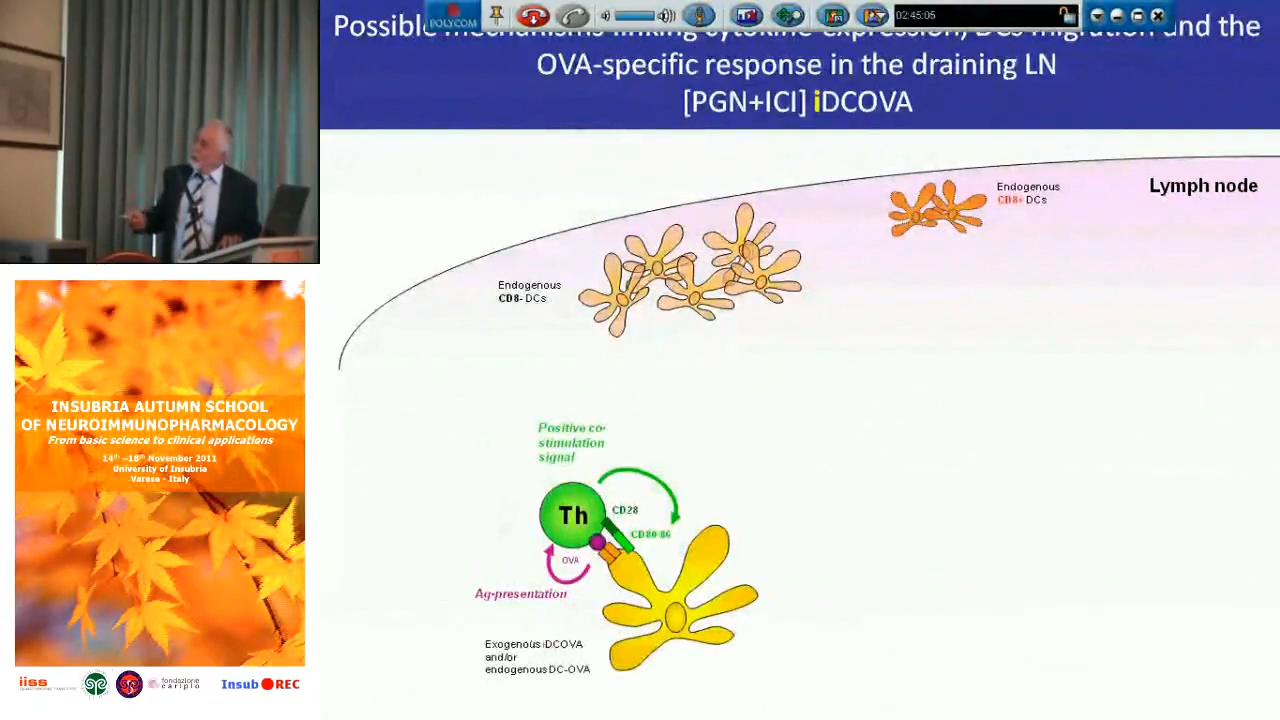 POLYCOM
02:45:05
Possible mechanisms linking cytokine expression, DCs migration and the
OVA-specific response in the draining LN
[PGN+ICI] iDCOVA
Lymph node
Endogenous
CD8+ DCs
Endogenous
CD8- DCs
Positive co-
stimulation
signal
Th
CD28
CD80-86
OVA
Ag-presentation
Exogenous iDCOVA
and/or
endogenous DC-OVA
INSUBRIA AUTUMN SCHOOL
OF NEUROIMMUNOPHARMACOLOGY
From basic science to clinical applications
14th -18th November 2011
University of Insubria
Varese - Italy
iiss
fondazione
cariplo
InsubREC